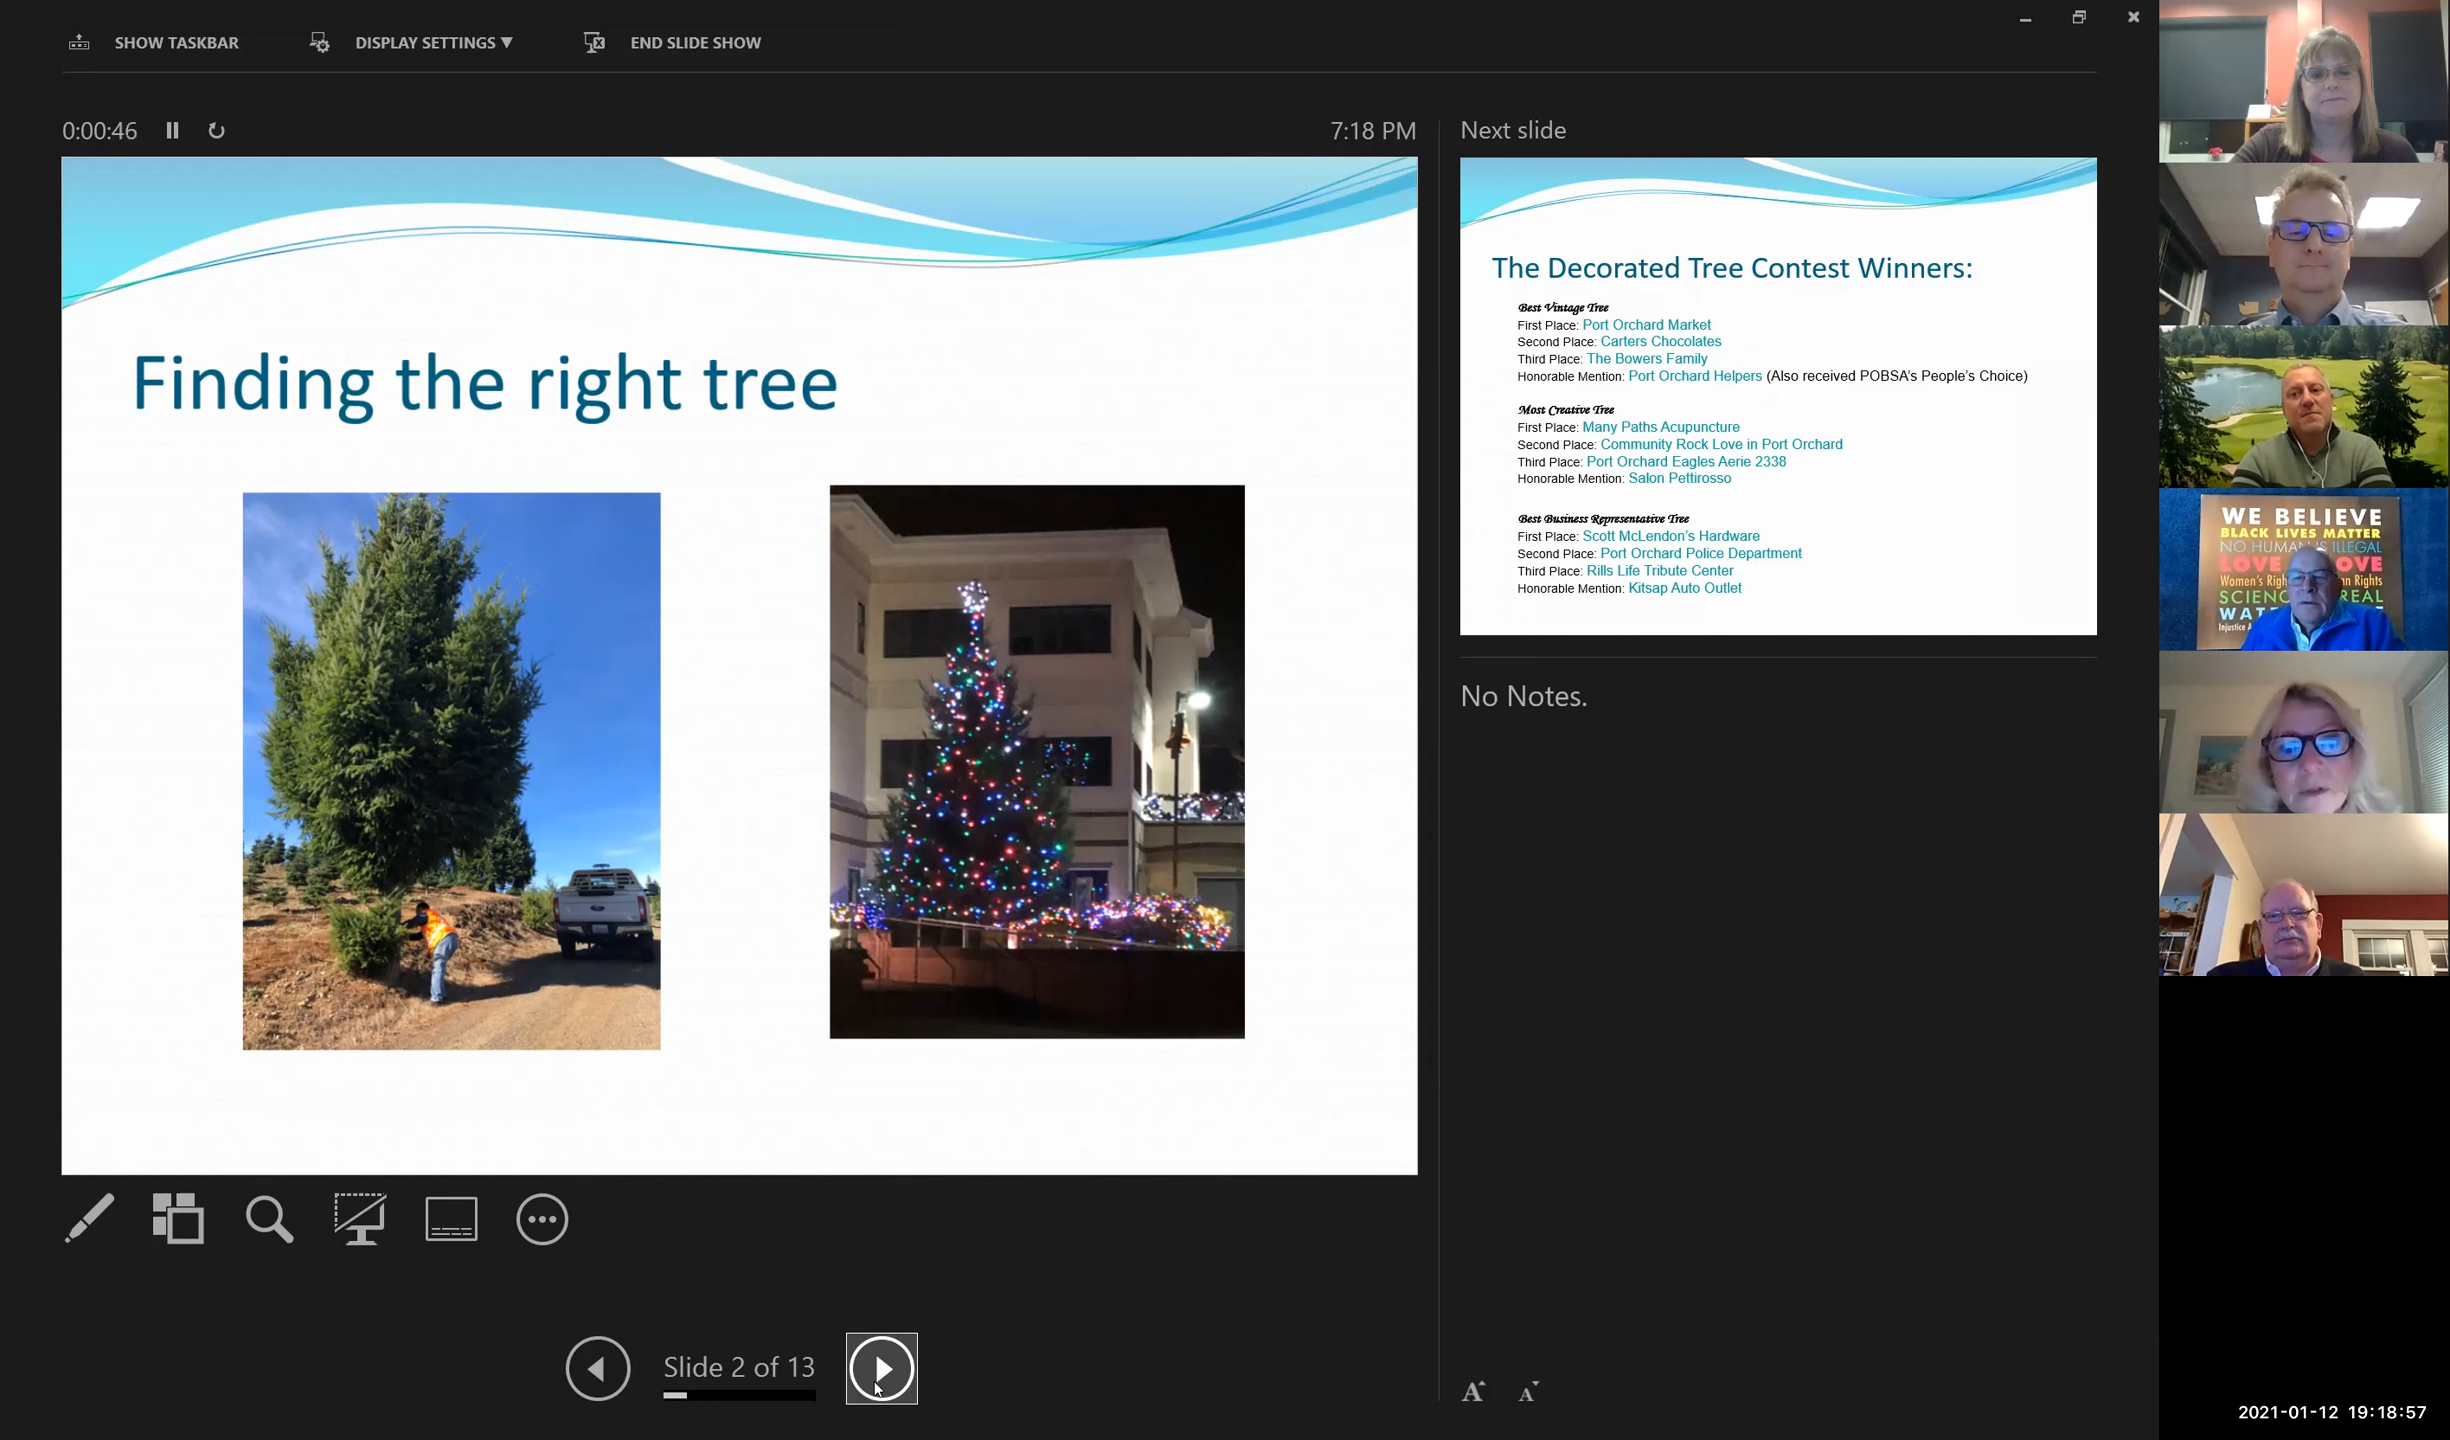 SHOW TASKBAR
DISPLAY SETTINGS ▼
END SLIDE SHOW
0:00:46
7:18 PM
Finding the right tree
Slide 2 of 13
Next slide
The Decorated Tree Contest Winners:
Best Vintage Tree
First Place: Port Orchard Market
Second Place: Carters Chocolates
Third Place: The Bowers Family
Honorable Mention: Port Orchard Helpers (Also received POBSA's People's Choice)
Most Creative Tree
First Place: Many Paths Acupuncture
Second Place: Community Rock Love in Port Orchard
Third Place: Port Orchard Eagles Aerie 2338
Honorable Mention: Salon Pettirosso
Best Business Representative Tree
First Place: Scott McLendon's Hardware
Second Place: Port Orchard Police Department
Third Place: Rills Life Tribute Center
Honorable Mention: Kitsap Auto Outlet
No Notes.
A A
WE BELIEVE
BLACK LIVES MATTER
NO HUMAN IS ILLEGAL
LOVE OVE
Women's Righ n Rights
SCIENC REAL
WAT
Injustice A
2021-01-12 19:18:57